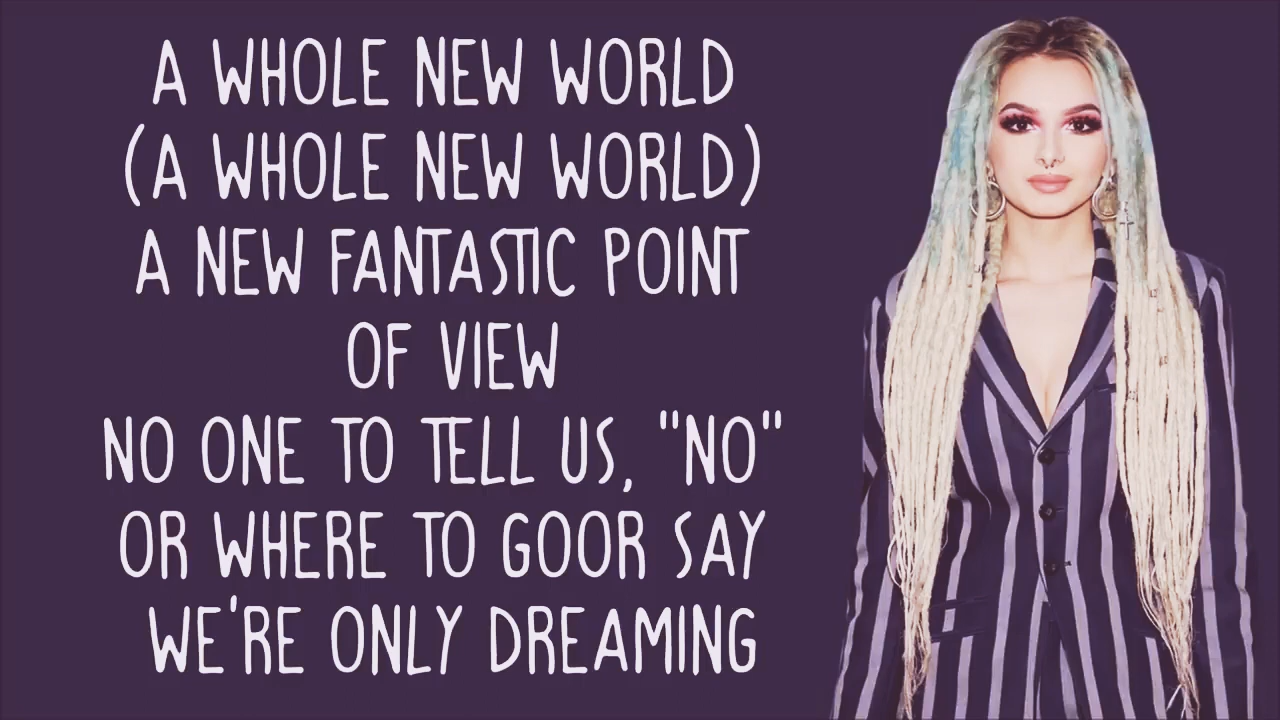 A WHOLE NEW WORLD
(A WHOLE NEW WORLD)
A NEW FANTASTIC POINT
OF VIEW
NO ONE TO TELL US, "NO"
OR WHERE TO GOOR SAY
WE'RE ONLY DREAMING